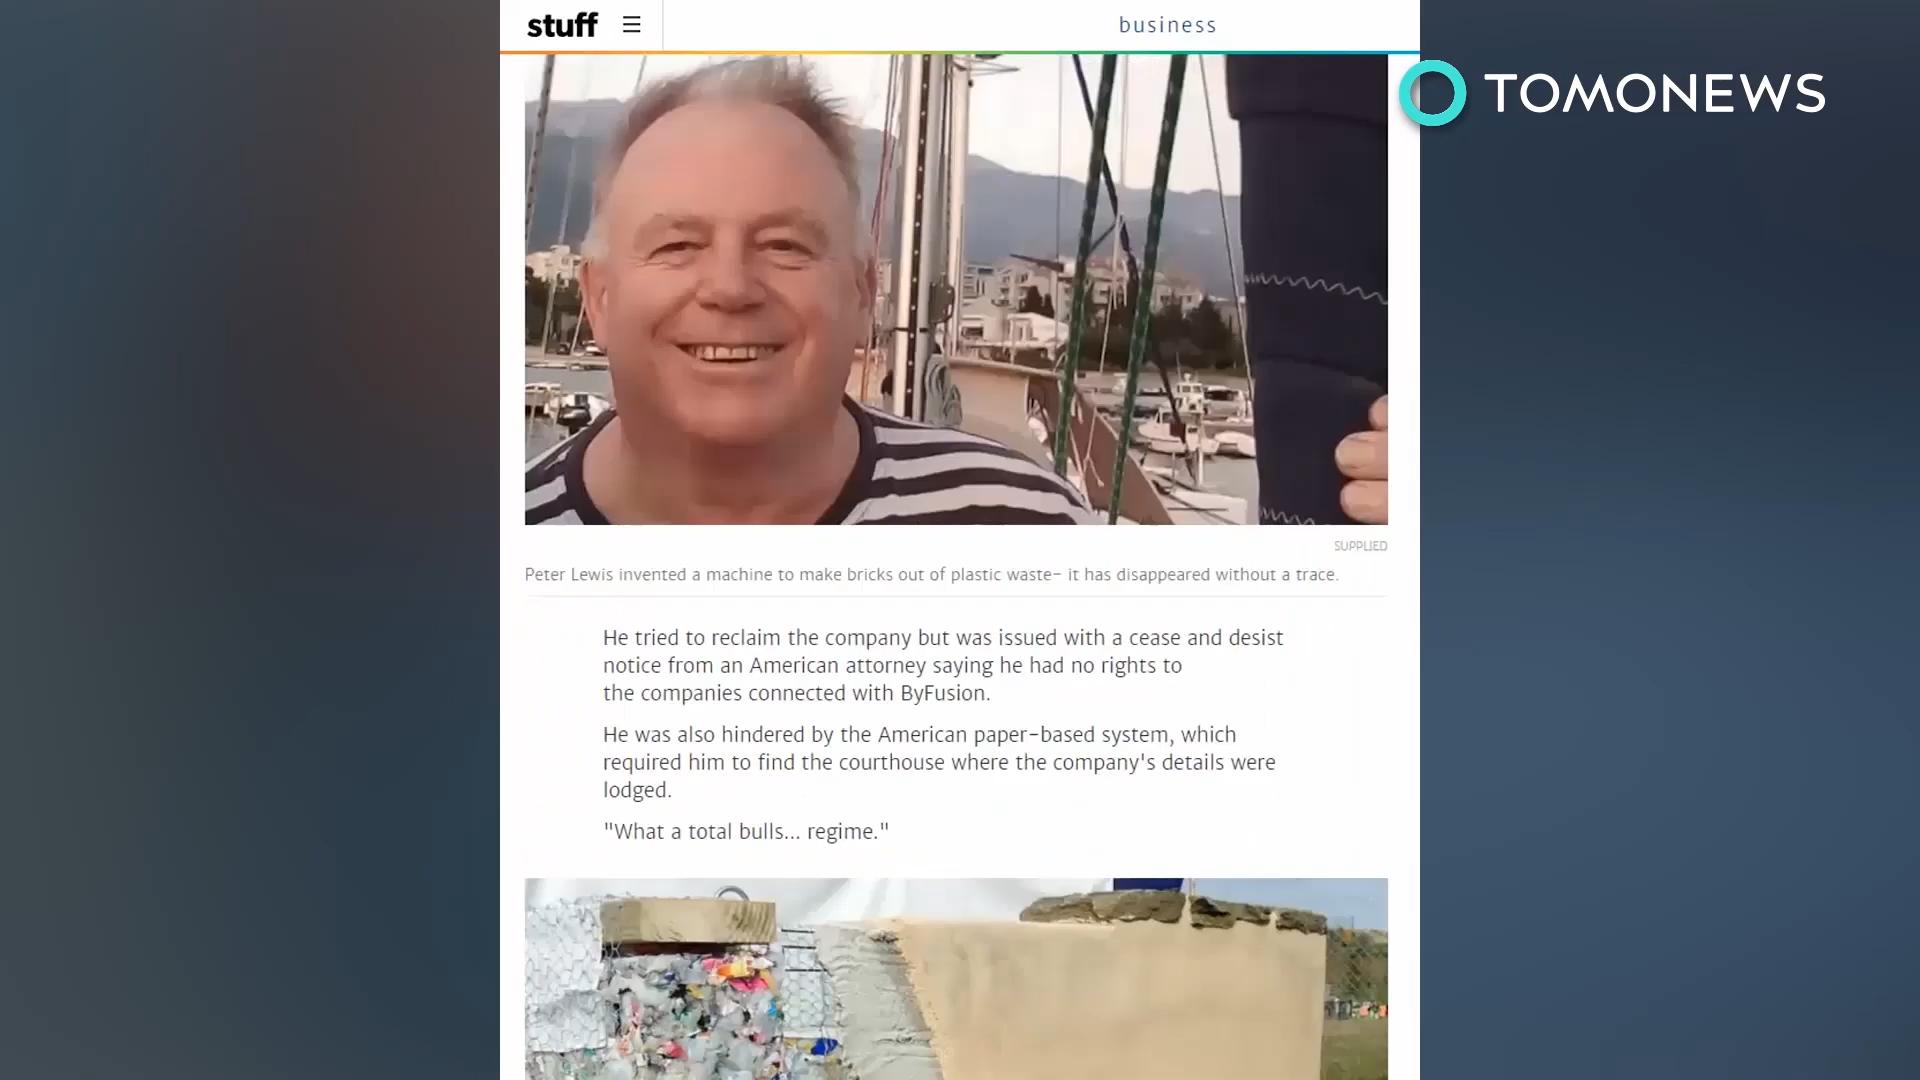 stuff
business
TOMONEWS
SUPPLIED
Peter Lewis invented a machine to make bricks out of plastic waste– it has disappeared without a trace.
He tried to reclaim the company but was issued with a cease and desist
notice from an American attorney saying he had no rights to
the companies connected with ByFusion.
He was also hindered by the American paper-based system, which
required him to find the courthouse where the company's details were
lodged.
"What a total bulls... regime."